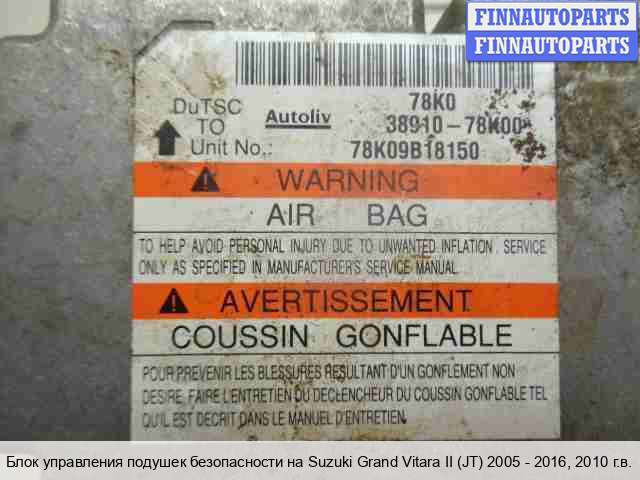 FINNAUTOPARTS
FINNAUTOPARTS
DuTSC
TO
Unit No.:
Autoliv
78K0
38910-78K00
78K09B18150
WARNING
AIR BAG
TO HELP AVOID PERSONAL INJURY DUE TO UNWANTED INFLATION. SERVICE
ONLY AS SPECIFIED IN MANUFACTURER'S SERVICE MANUAL
AVERTISSEMENT
COUSSIN GONFLABLE
POUR PREVENIR LES BLESSURES RESULTANT D'UN GONFLEMENT NON
DESIRE, FAIRE L'ENTRETIEN DU DECLENCHEUR DU COUSSIN GONFLABLE TEL
QU'IL EST DECRIT DANS LE MANUEL D'ENTRETIEN.
Блок управления подушек безопасности на Suzuki Grand Vitara II (JT) 2005 - 2016, 2010 г.в.